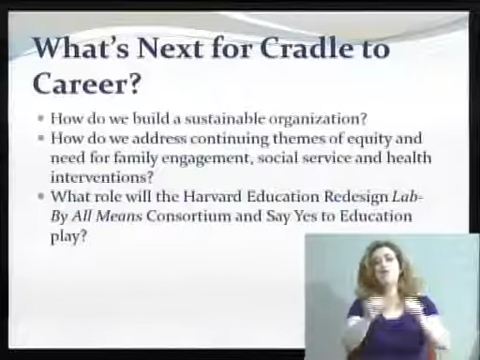 What's Next for Cradle to
Career?
How do we build a sustainable organization?
How do we address continuing themes of equity and
need for family engagement, social service and health
interventions?
What role will the Harvard Education Redesign Lab-
By All Means Consortium and Say Yes to Education
play?